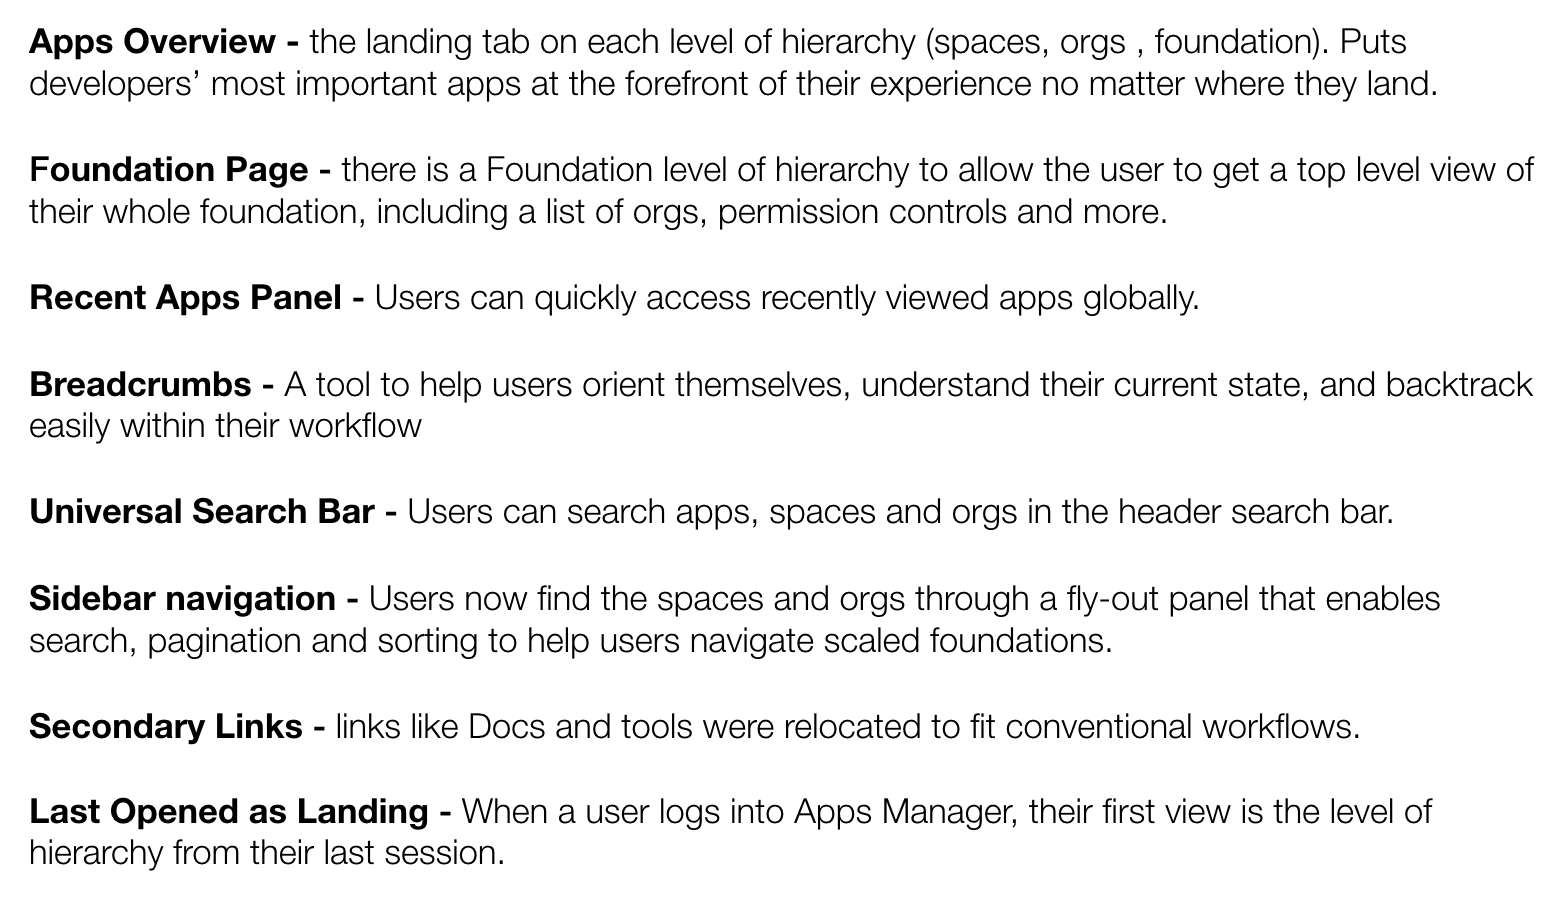 Apps Overview - the landing tab on each level of hierarchy (spaces, orgs , foundation). Puts
developers’ most important apps at the forefront of their experience no matter where they land.
Foundation Page - there is a Foundation level of hierarchy to allow the user to get a top level view of
their whole foundation, including a list of orgs, permission controls and more.
Recent Apps Panel - Users can quickly access recently viewed apps globally.
Breadcrumbs - A tool to help users orient themselves, understand their current state, and backtrack
easily within their workflow
Universal Search Bar - Users can search apps, spaces and orgs in the header search bar.
Sidebar navigation - Users now find the spaces and orgs through a fly-out panel that enables
search, pagination and sorting to help users navigate scaled foundations.
Secondary Links - links like Docs and tools were relocated to fit conventional workflows.
Last Opened as Landing - When a user logs into Apps Manager, their first view is the level of
hierarchy from their last session.